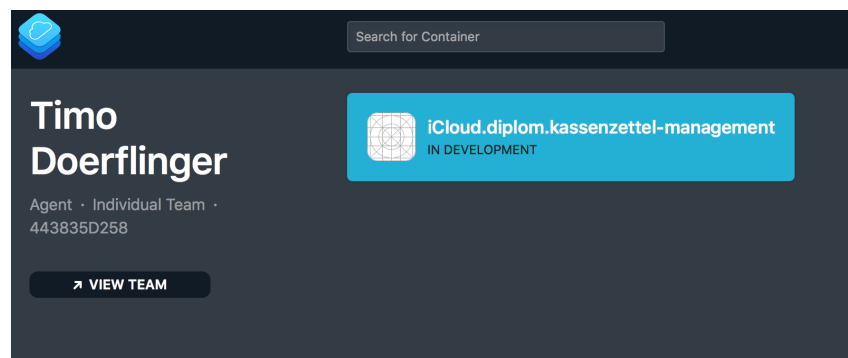 Search for Container
Timo
Doerflinger
Agent · Individual Team ·
443835D258
↗ VIEW TEAM
iCloud.diplom.kassenzettel-management
IN DEVELOPMENT